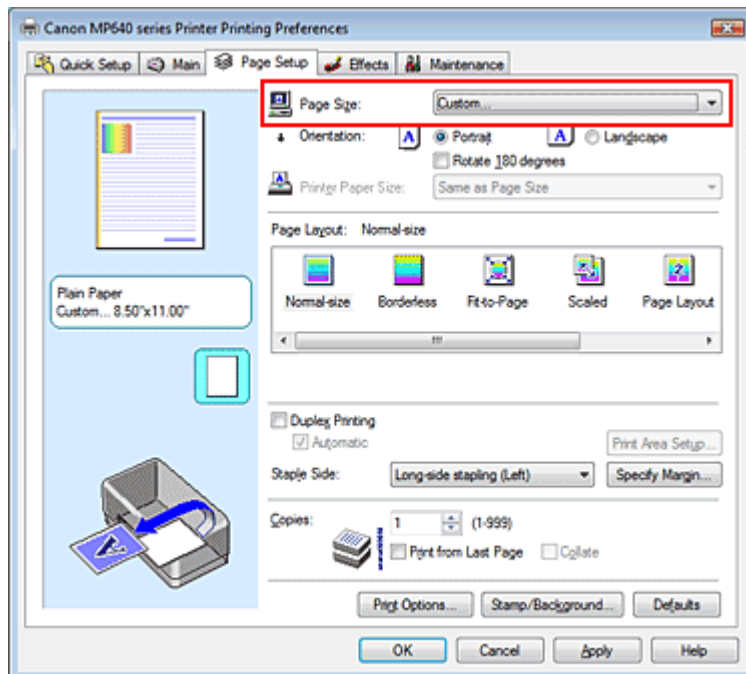 Canon MP640 series Printer Printing Preferences
Quick Setup Main Page Setup Effects Maintenance
Page Size: Custom...
Orientation: A Portrait A Landscape
Rotate 180 degrees
Printer Paper Size: Same as Page Size
Page Layout: Normal-size
Normal-size Borderless Fit-to-Page Scaled Page Layout
Plain Paper
Custom... 8.50"x11.00"
Duplex Printing
Automatic
Print Area Setup...
Staple Side: Long-side stapling (Left) Specify Margin...
Copies: 1 (1-999)
Print from Last Page Collate
Print Options... Stamp/Background... Defaults
OK Cancel Apply Help